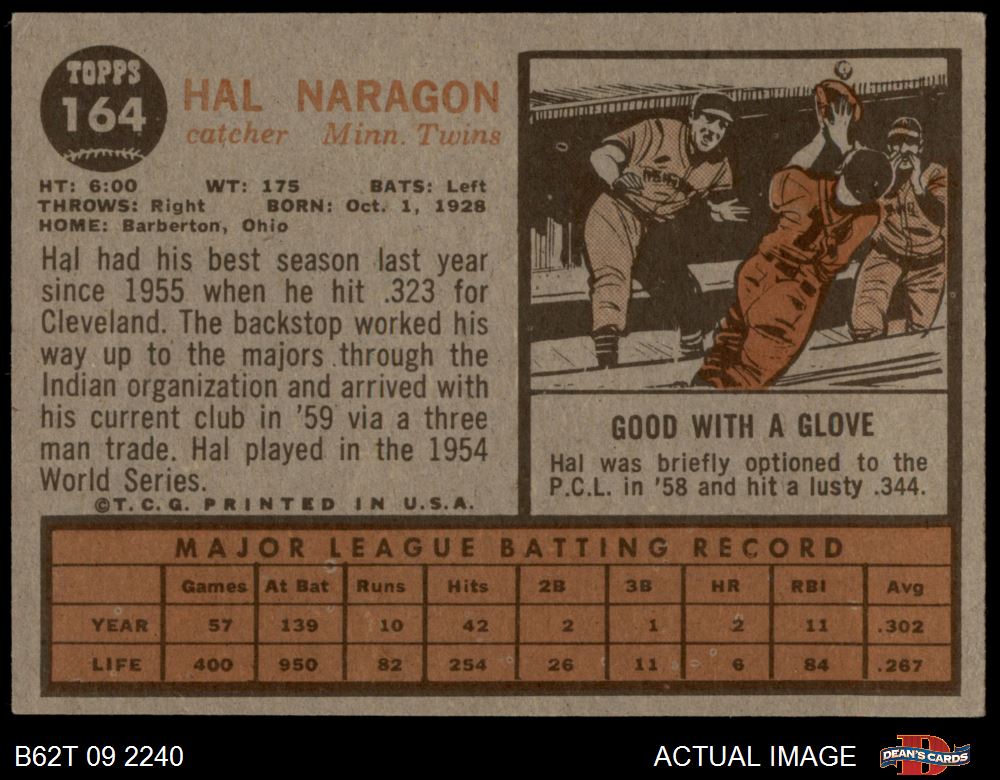 TOPPS
164
HAL NARAGON
catcher Minn. Twins
HT: 6:00 WT: 175 BATS: Left
THROWS: Right BORN: Oct. 1, 1928
HOME: Barberton, Ohio
Hal had his best season last year
since 1955 when he hit .323 for
Cleveland. The backstop worked his
way up to the majors through the
Indian organization and arrived with
his current club in '59 via a three
man trade. Hal played in the 1954
World Series.
©T.C.G. PRINTED IN U.S.A.
GOOD WITH A GLOVE
Hal was briefly optioned to the
P.C.L. in '58 and hit a lusty .344.
MAJOR LEAGUE BATTING RECORD
Games At Bat Runs Hits 2B 3B HR RBI Avg
YEAR 57 139 10 42 2 1 2 11 .302
LIFE 400 950 82 254 26 11 6 84 .267
B62T 09 2240
ACTUAL IMAGE
DEAN'S CARDS